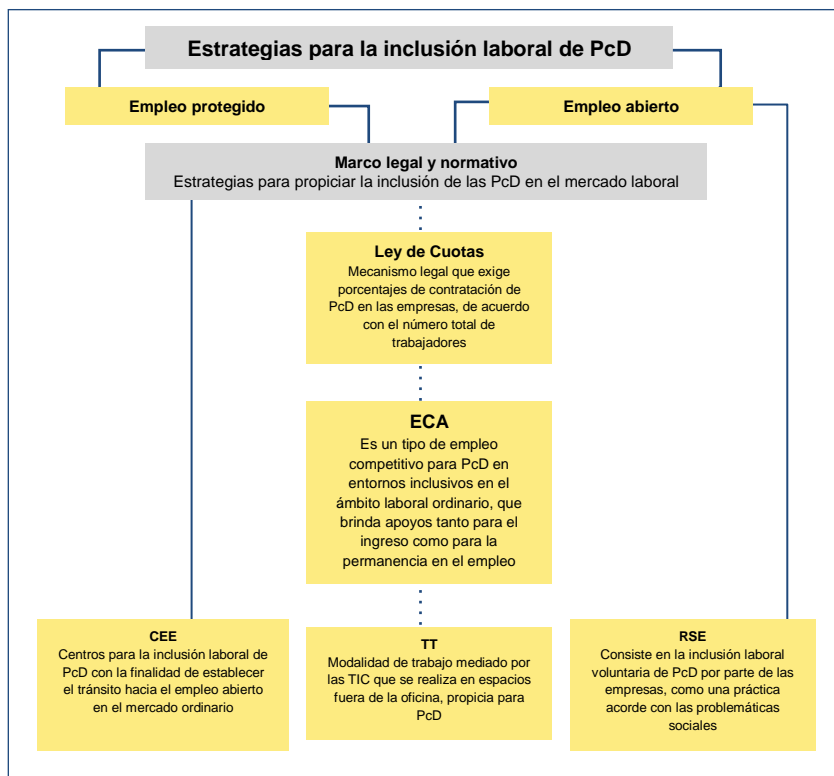 Estrategias para la inclusión laboral de PcD
Empleo protegido
Empleo abierto
Marco legal y normativo
Estrategias para propiciar la inclusión de las PcD en el mercado laboral
Ley de Cuotas
Mecanismo legal que exige
porcentajes de contratación de
PcD en las empresas, de acuerdo
con el número total de
trabajadores
ECA
Es un tipo de empleo
competitivo para PcD en
entornos inclusivos en el
ámbito laboral ordinario, que
brinda apoyos tanto para el
ingreso como para la
permanencia en el empleo
CEE
Centros para la inclusión laboral de
PcD con la finalidad de establecer
el tránsito hacia el empleo abierto
en el mercado ordinario
TT
Modalidad de trabajo mediado por
las TIC que se realiza en espacios
fuera de la oficina, propicia para
PcD
RSE
Consiste en la inclusión laboral
voluntaria de PcD por parte de las
empresas, como una práctica
acorde con las problemáticas
sociales